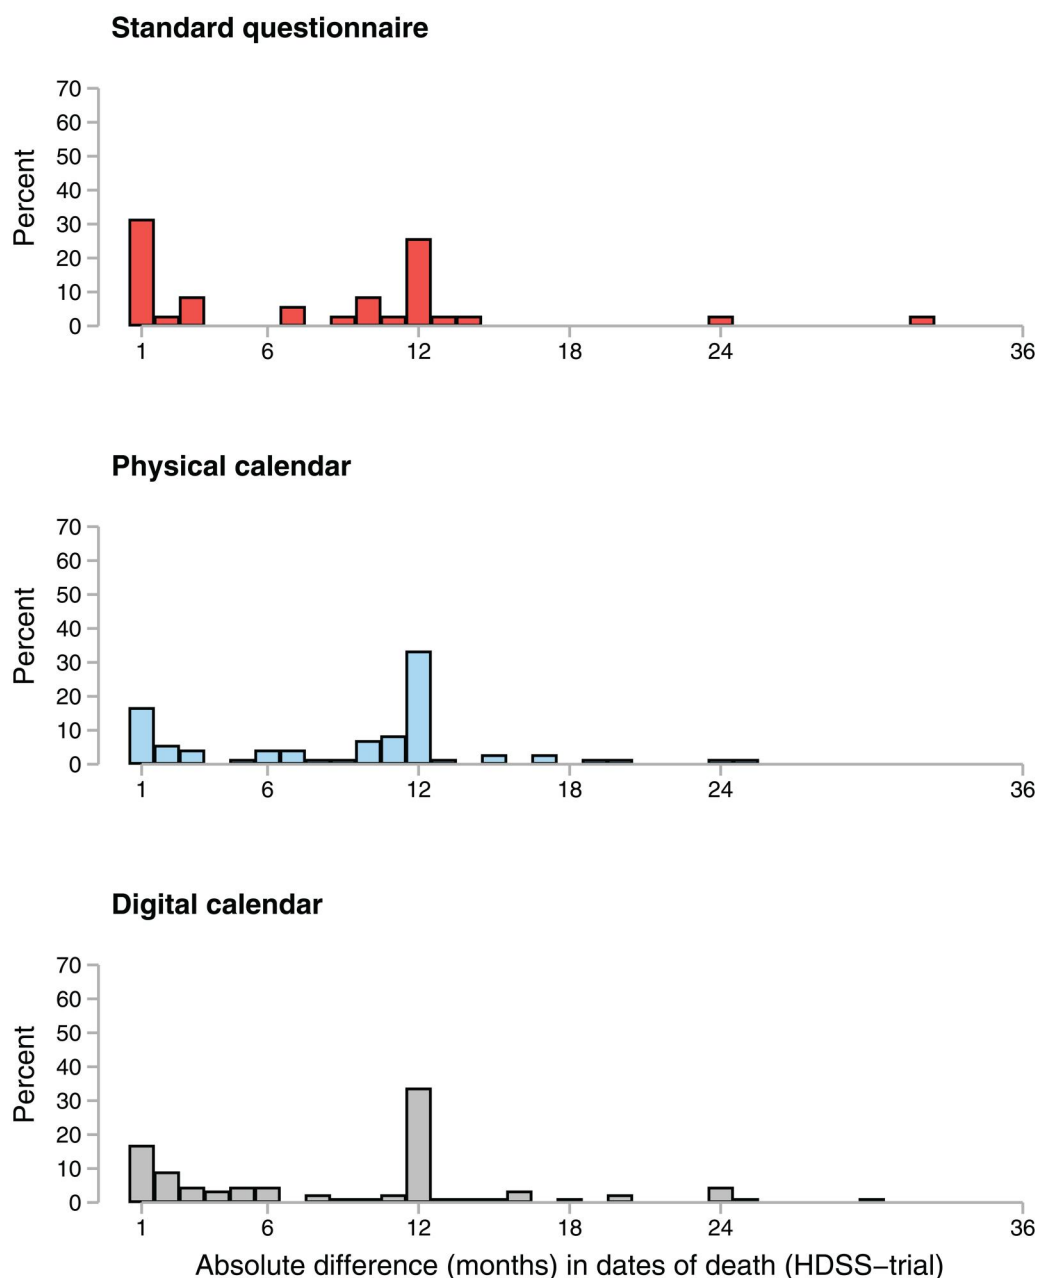 Standard questionnaire
70
60
50
40
30
20
10
0
Percent
1 6 12 18 24 36
Physical calendar
70
60
50
40
30
20
10
0
Percent
1 6 12 18 24 36
Digital calendar
70
60
50
40
30
20
10
0
Percent
1 6 12 18 24 36
Absolute difference (months) in dates of death (HDSS−trial)